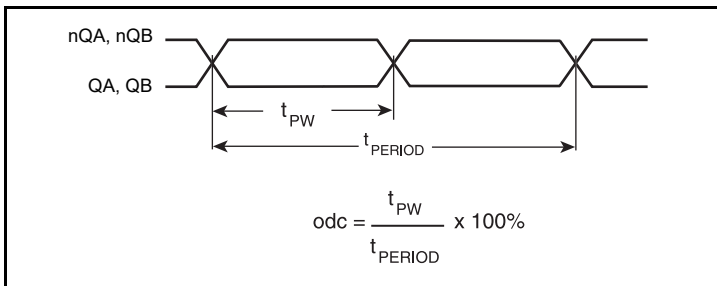 nQA, nQB
QA, QB
tPW
tPERIOD
odc = tPW / tPERIOD x 100%